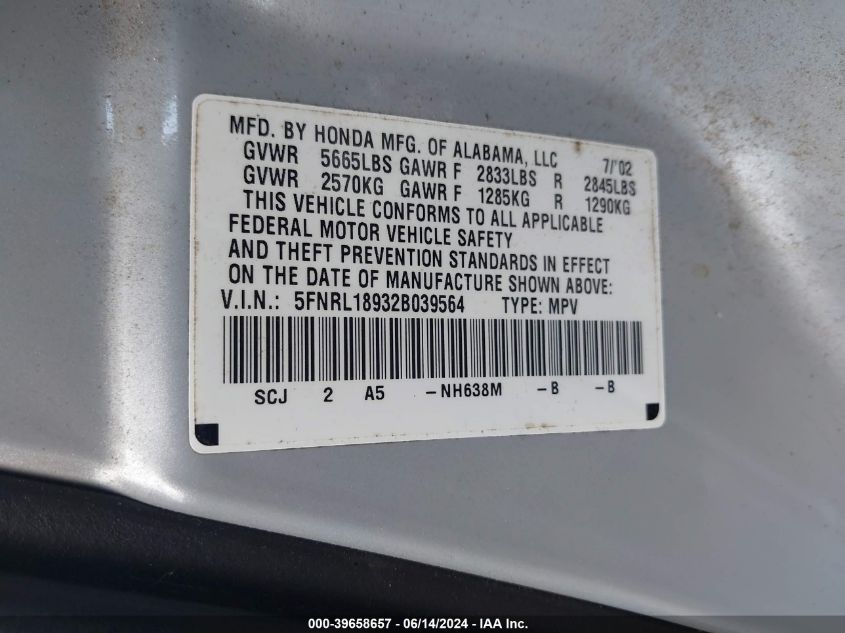 MFD. BY HONDA MFG. OF ALABAMA, LLC 7/'02
GVWR 5665LBS GAWR F 2833LBS R 2845LBS
GVWR 2570KG GAWR F 1285KG R 1290KG
THIS VEHICLE CONFORMS TO ALL APPLICABLE
FEDERAL MOTOR VEHICLE SAFETY
AND THEFT PREVENTION STANDARDS IN EFFECT
ON THE DATE OF MANUFACTURE SHOWN ABOVE:
V.I.N.: 5FNRL18932B039564 TYPE: MPV
SCJ 2 A5 -NH638M -B -B
000-39658657 - 06/14/2024 - IAA Inc.